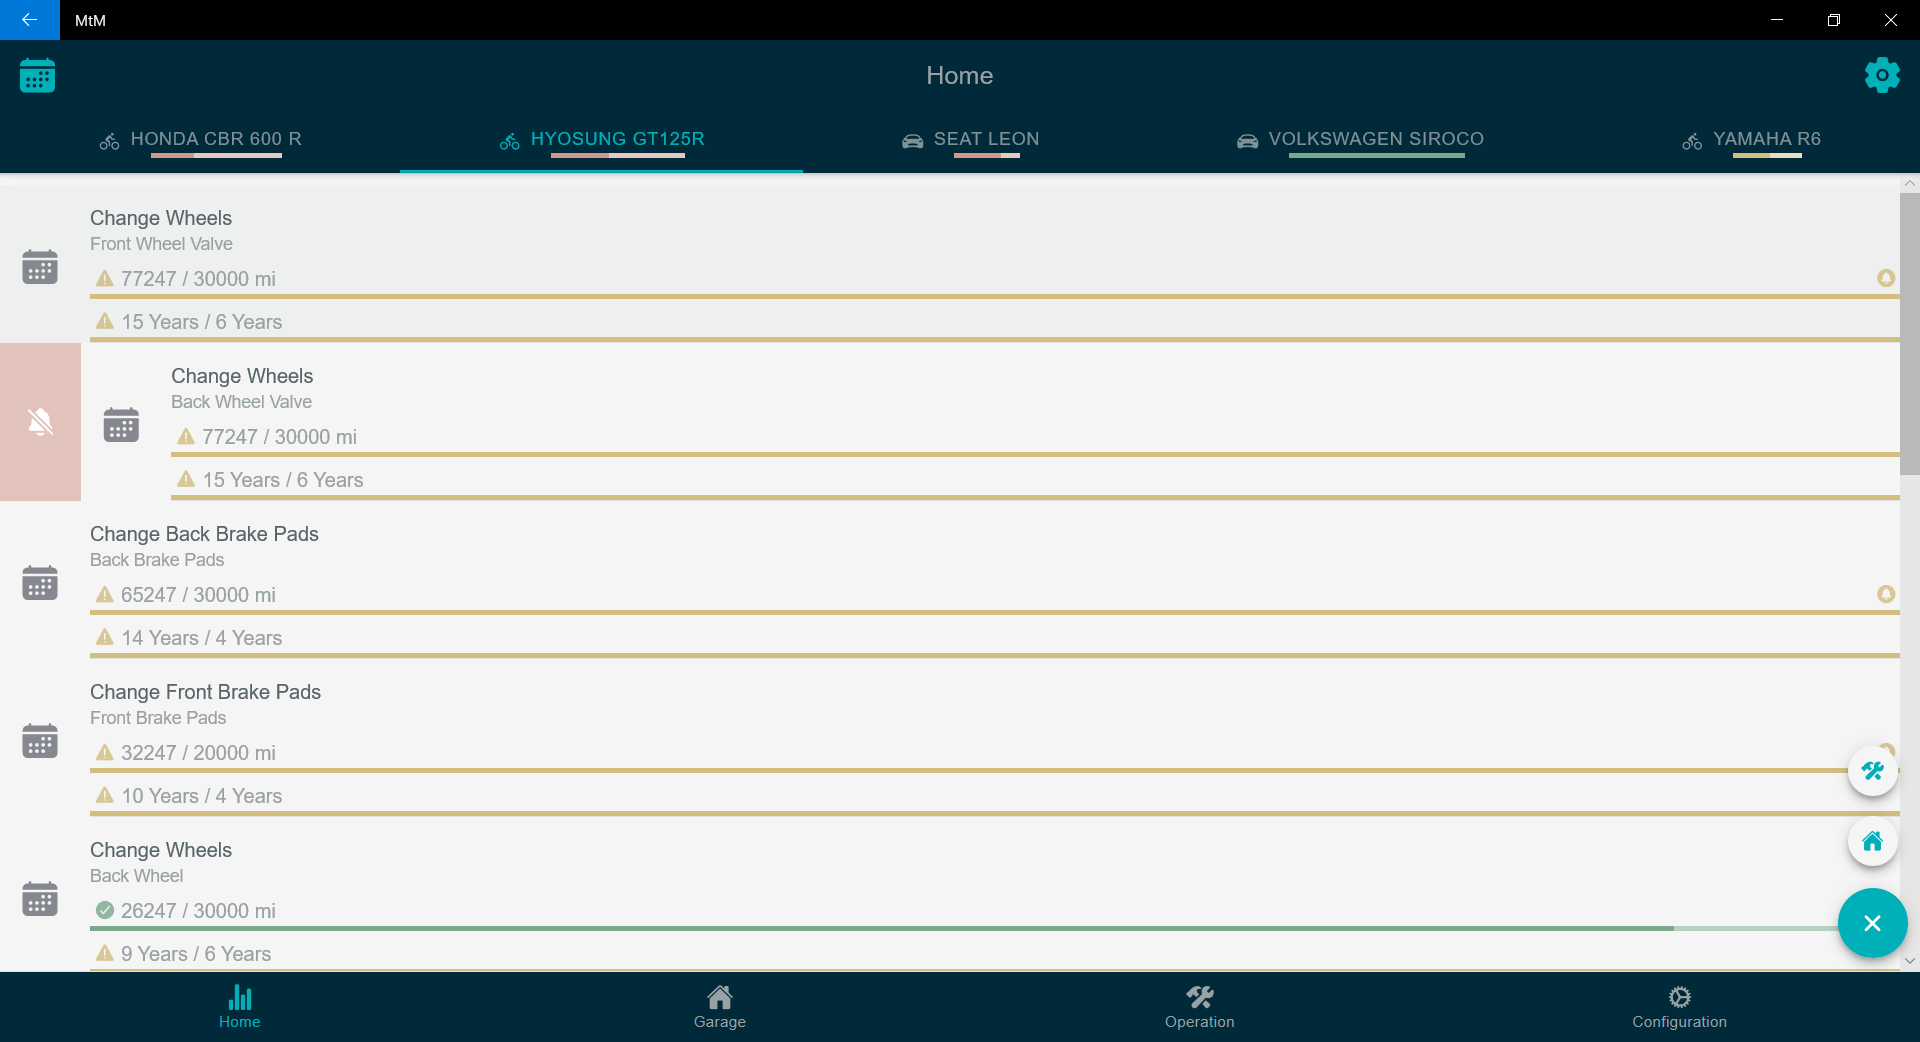 MtM
Home
HONDA CBR 600 R
HYOSUNG GT125R
SEAT LEON
VOLKSWAGEN SIROCO
YAMAHA R6
Change Wheels
Front Wheel Valve
77247 / 30000 mi
15 Years / 6 Years
Change Wheels
Back Wheel Valve
77247 / 30000 mi
15 Years / 6 Years
Change Back Brake Pads
Back Brake Pads
65247 / 30000 mi
14 Years / 4 Years
Change Front Brake Pads
Front Brake Pads
32247 / 20000 mi
10 Years / 4 Years
Change Wheels
Back Wheel
26247 / 30000 mi
9 Years / 6 Years
Home
Garage
Operation
Configuration